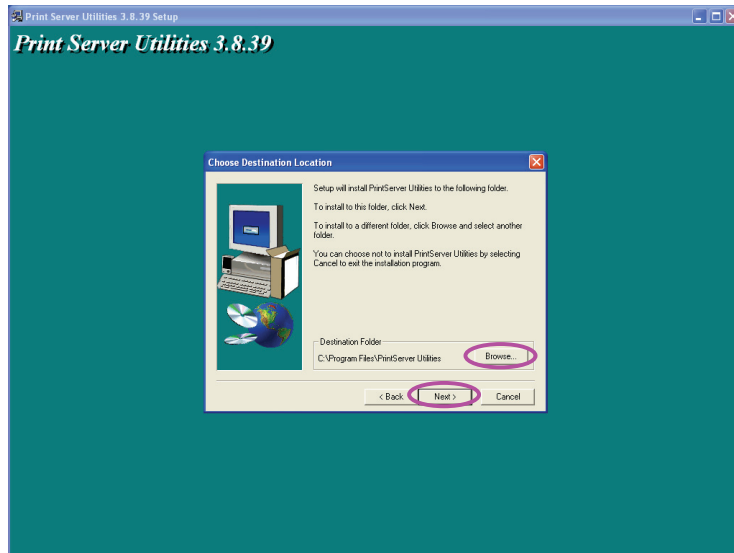 Print Server Utilities 3.8.39 Setup
Print Server Utilities 3.8.39
Choose Destination Location
Setup will install PrintServer Utilities to the following folder.
To install to this folder, click Next.
To install to a different folder, click Browse and select another
folder.
You can choose not to install PrintServer Utilities by selecting
Cancel to exit the installation program.
Destination Folder
C:\Program Files\PrintServer Utilities
Browse...
< Back
Next >
Cancel